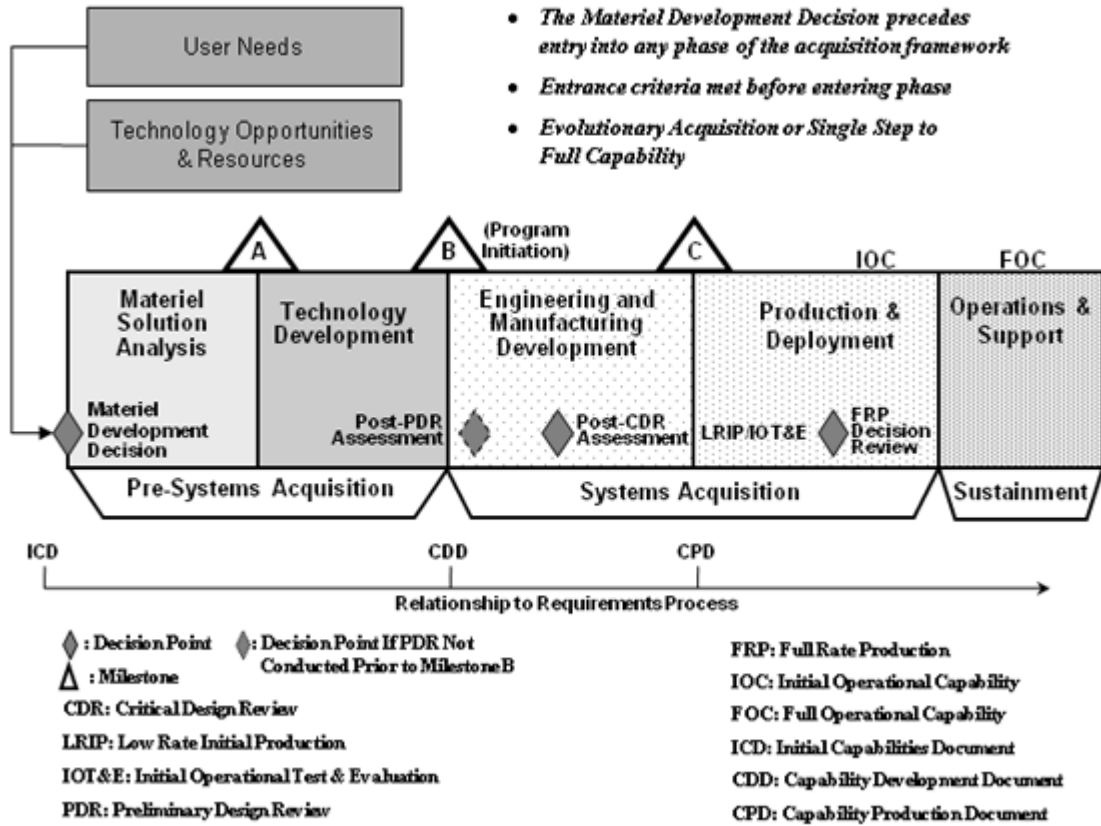 User Needs
Technology Opportunities
& Resources
• The Materiel Development Decision precedes
entry into any phase of the acquisition framework
• Entrance criteria met before entering phase
• Evolutionary Acquisition or Single Step to
Full Capability
A
B
(Program
Initiation)
C
IOC
FOC
Materiel
Solution
Analysis
Technology
Development
Engineering and
Manufacturing
Development
Production &
Deployment
Operations &
Support
Materiel
Development
Decision
Post-PDR
Assessment
Post-CDR
Assessment
LRIP/IOT&E
FRP
Decision
Review
Pre-Systems Acquisition
Systems Acquisition
Sustainment
ICD
CDD
CPD
Relationship to Requirements Process
: Decision Point
: Decision Point If PDR Not
Conducted Prior to Milestone B
: Milestone
CDR: Critical Design Review
LRIP: Low Rate Initial Production
IOT&E: Initial Operational Test & Evaluation
PDR: Preliminary Design Review
FRP: Full Rate Production
IOC: Initial Operational Capability
FOC: Full Operational Capability
ICD: Initial Capabilities Document
CDD: Capability Development Document
CPD: Capability Production Document